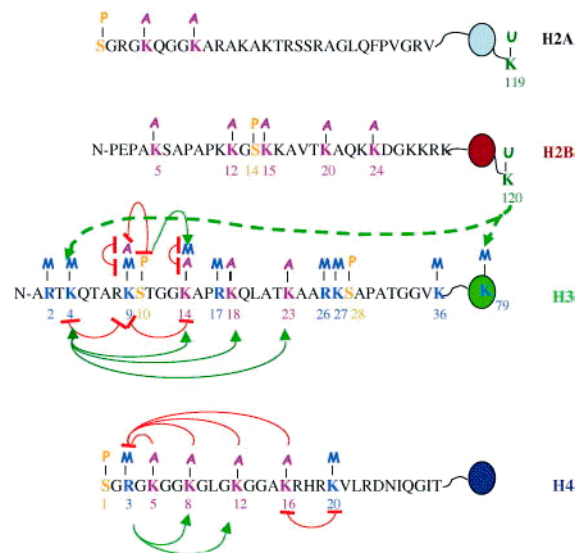 P A A
SGRGKQGGKARAKAKTRSSRAGLQFPVGRV H2A
U
K
119
A A P A A A
N-PEPAKSAPAPKKGSKKAVTKAQKKDGKKRK H2B
U
K
5 12 14 15 20 24
120
A M M
M M M P A M A A M M P M
N-ARTKQTARKSTGGKAPRKQLATKAARKSAPATGGVK K H3
2 4 9 10 14 17 18 23 26 27 28 36 79
P M A A A A M
SGRGKGGKGLGKGGAKRHRKVLRDNIQGIT H4
1 3 5 8 12 16 20